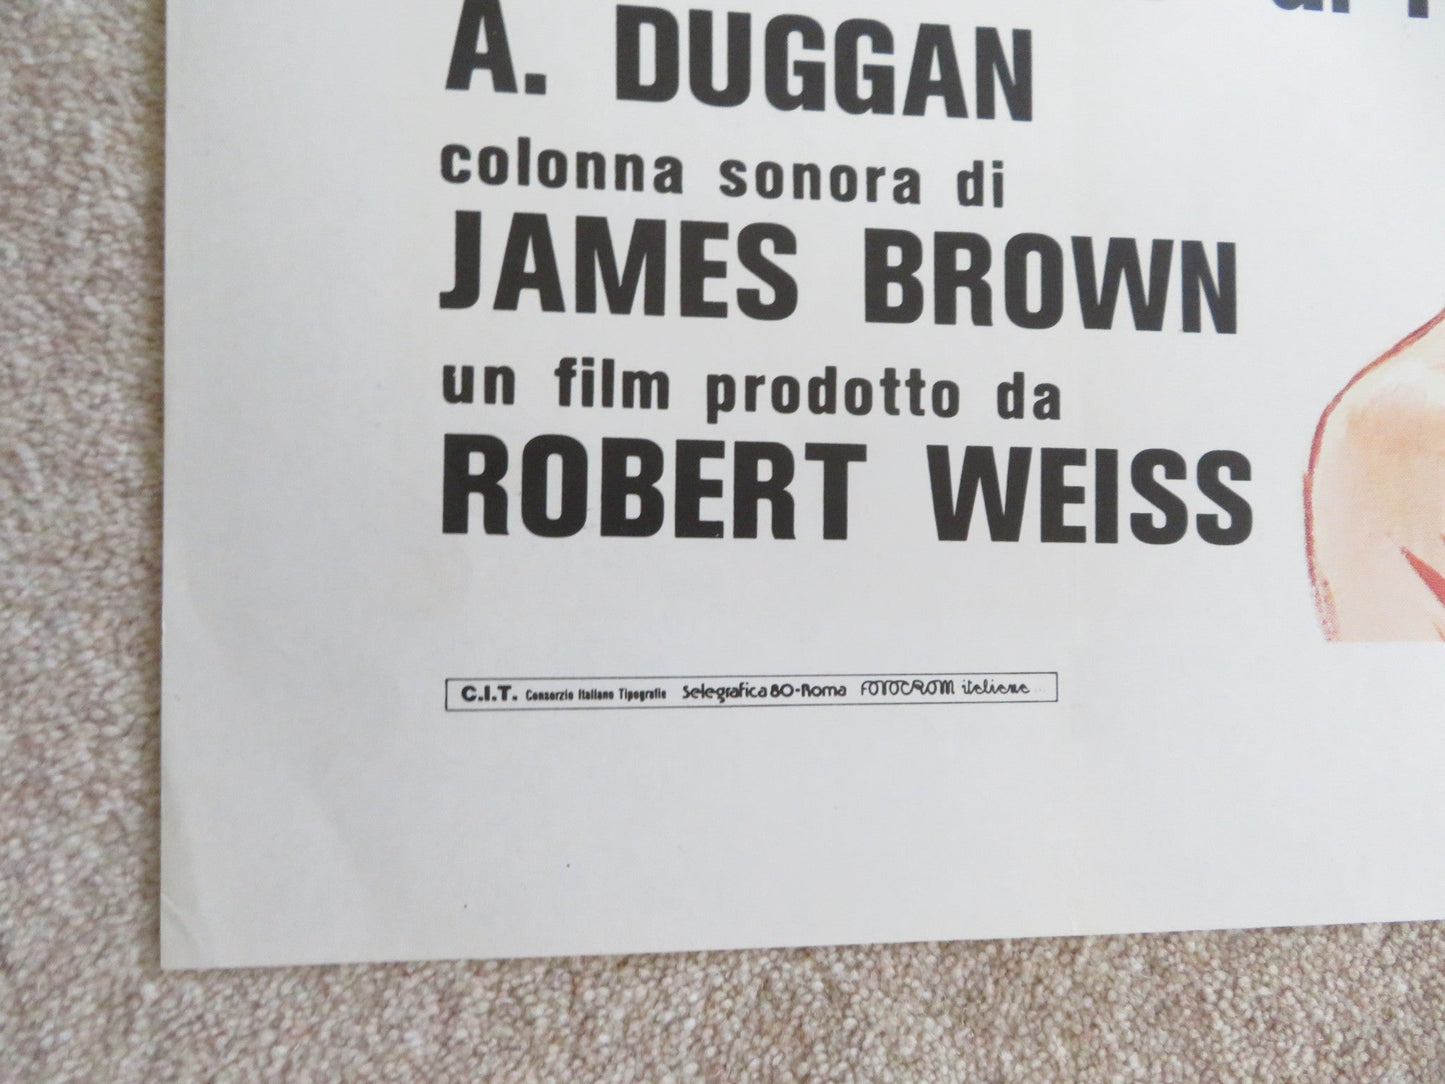 A. DUGGAN
colonna sonora di
JAMES BROWN
un film prodotto da
ROBERT WEISS
C.I.T. Consorzio Italiano Tipografie Selegrafica 80-Roma FOTOCROM italiana